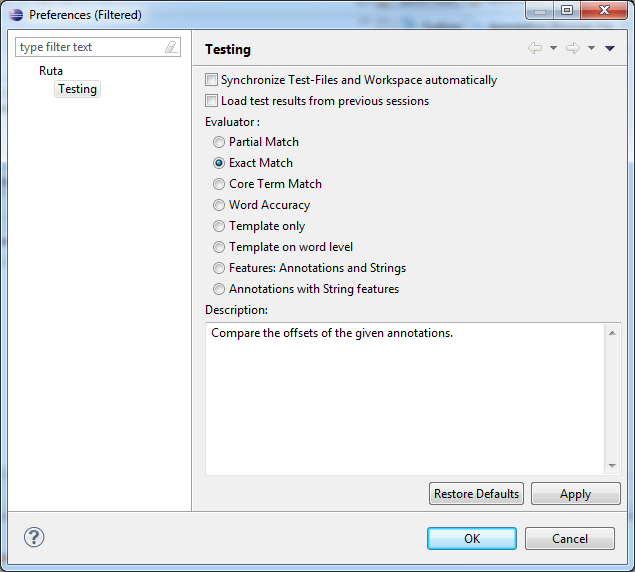 Preferences (Filtered)
type filter text
Ruta
Testing
Testing
Synchronize Test-Files and Workspace automatically
Load test results from previous sessions
Evaluator :
Partial Match
Exact Match
Core Term Match
Word Accuracy
Template only
Template on word level
Features: Annotations and Strings
Annotations with String features
Description:
Compare the offsets of the given annotations.
Restore Defaults
Apply
?
OK
Cancel